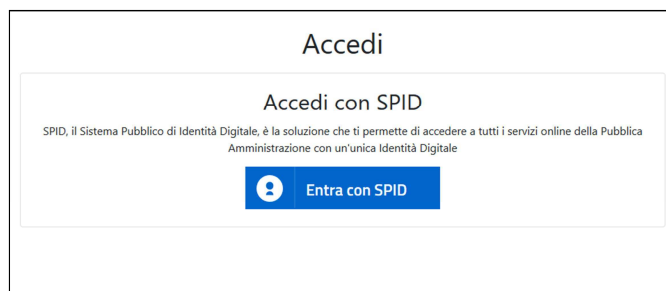 Accedi
Accedi con SPID
SPID, il Sistema Pubblico di Identità Digitale, è la soluzione che ti permette di accedere a tutti i servizi online della Pubblica
Amministrazione con un'unica Identità Digitale
Entra con SPID